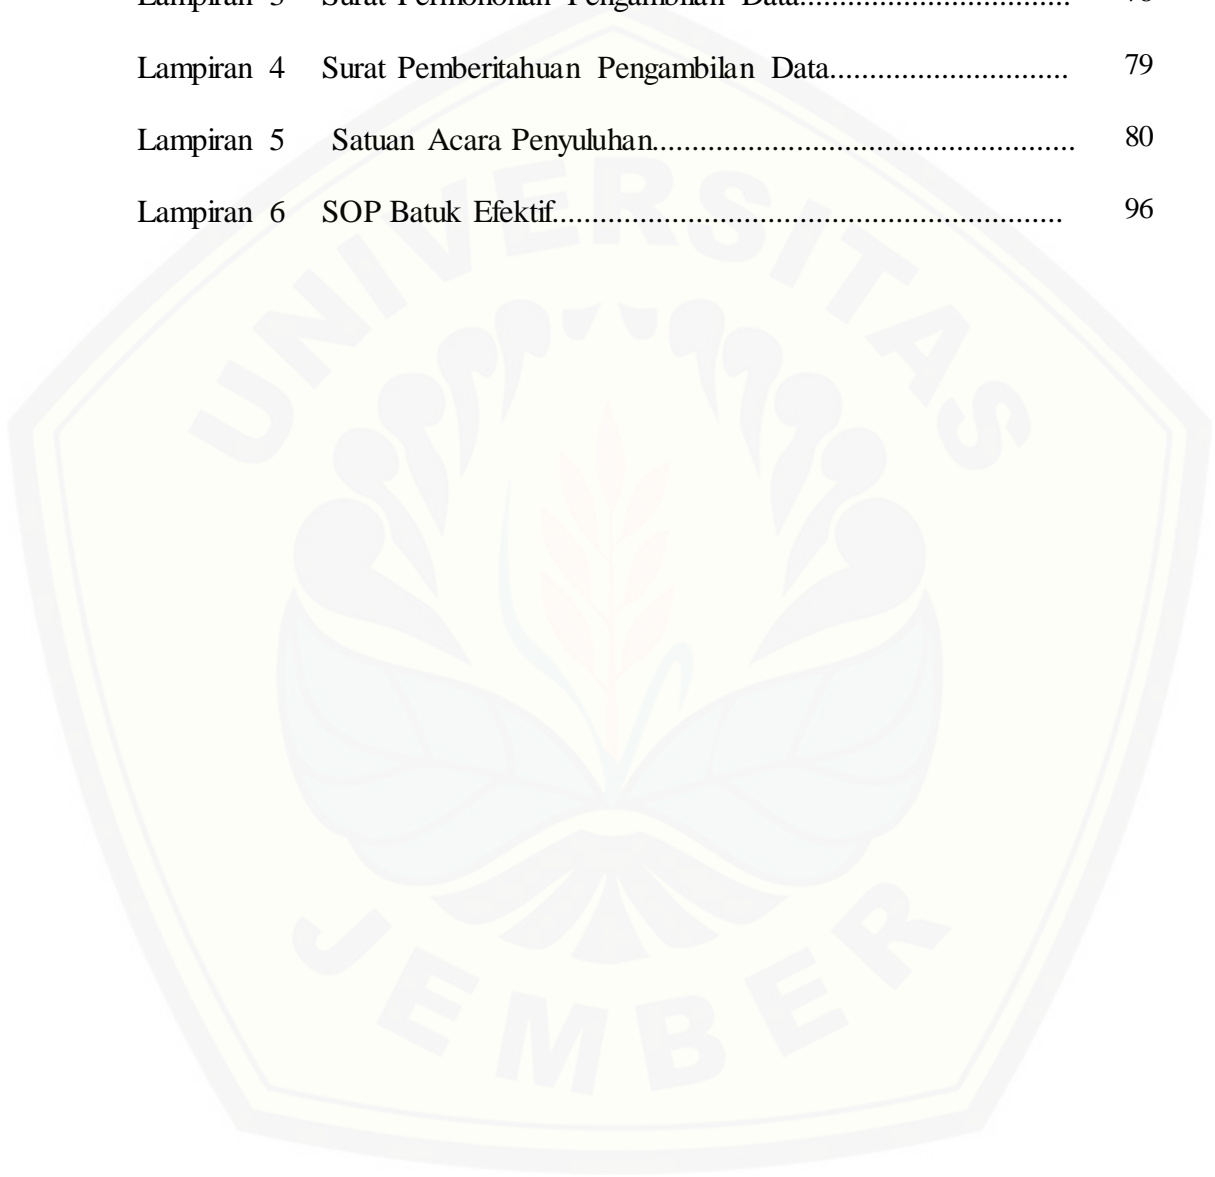 Lampiran 3 Surat Permohonan Pengambilan Data.................................. 78
Lampiran 4 Surat Pemberitahuan Pengambilan Data.............................. 79
Lampiran 5 Satuan Acara Penyuluhan..................................................... 80
Lampiran 6 SOP Batuk Efektif................................................................ 96
UNIVERSITAS
JEMBER